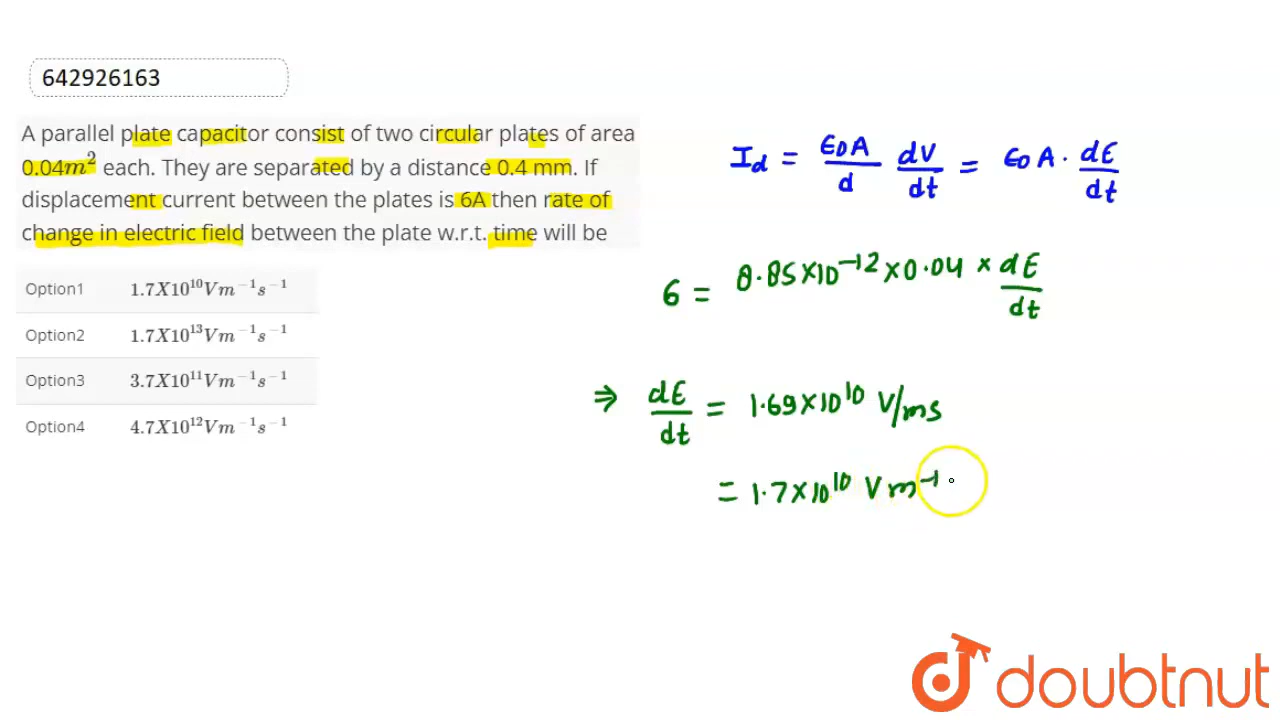 642926163
A parallel plate capacitor consist of two circular plates of area
0.04m² each. They are separated by a distance 0.4 mm. If
displacement current between the plates is 6A then rate of
change in electric field between the plate w.r.t. time will be
Option1 1.7X10¹⁰Vm⁻¹s⁻¹
Option2 1.7X10¹³Vm⁻¹s⁻¹
Option3 3.7X10¹¹Vm⁻¹s⁻¹
Option4 4.7X10¹²Vm⁻¹s⁻¹
I_d = ε₀A/d dV/dt = ε₀A · dE/dt
6 = 8.85×10⁻¹²×0.04 × dE/dt
⇒ dE/dt = 1.69×10¹⁰ V/ms
= 1.7×10¹⁰ V m⁻¹
doubtnut